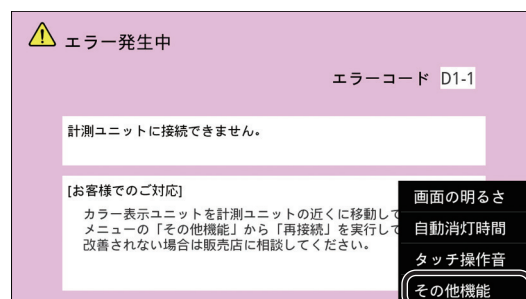 エラー発生中
エラーコード D1-1
計測ユニットに接続できません。
[お客様でのご対応]
カラー表示ユニットを計測ユニットの近くに移動して
メニューの「その他機能」から「再接続」を実行して
改善されない場合は販売店に相談してください。
画面の明るさ
自動消灯時間
タッチ操作音
その他機能